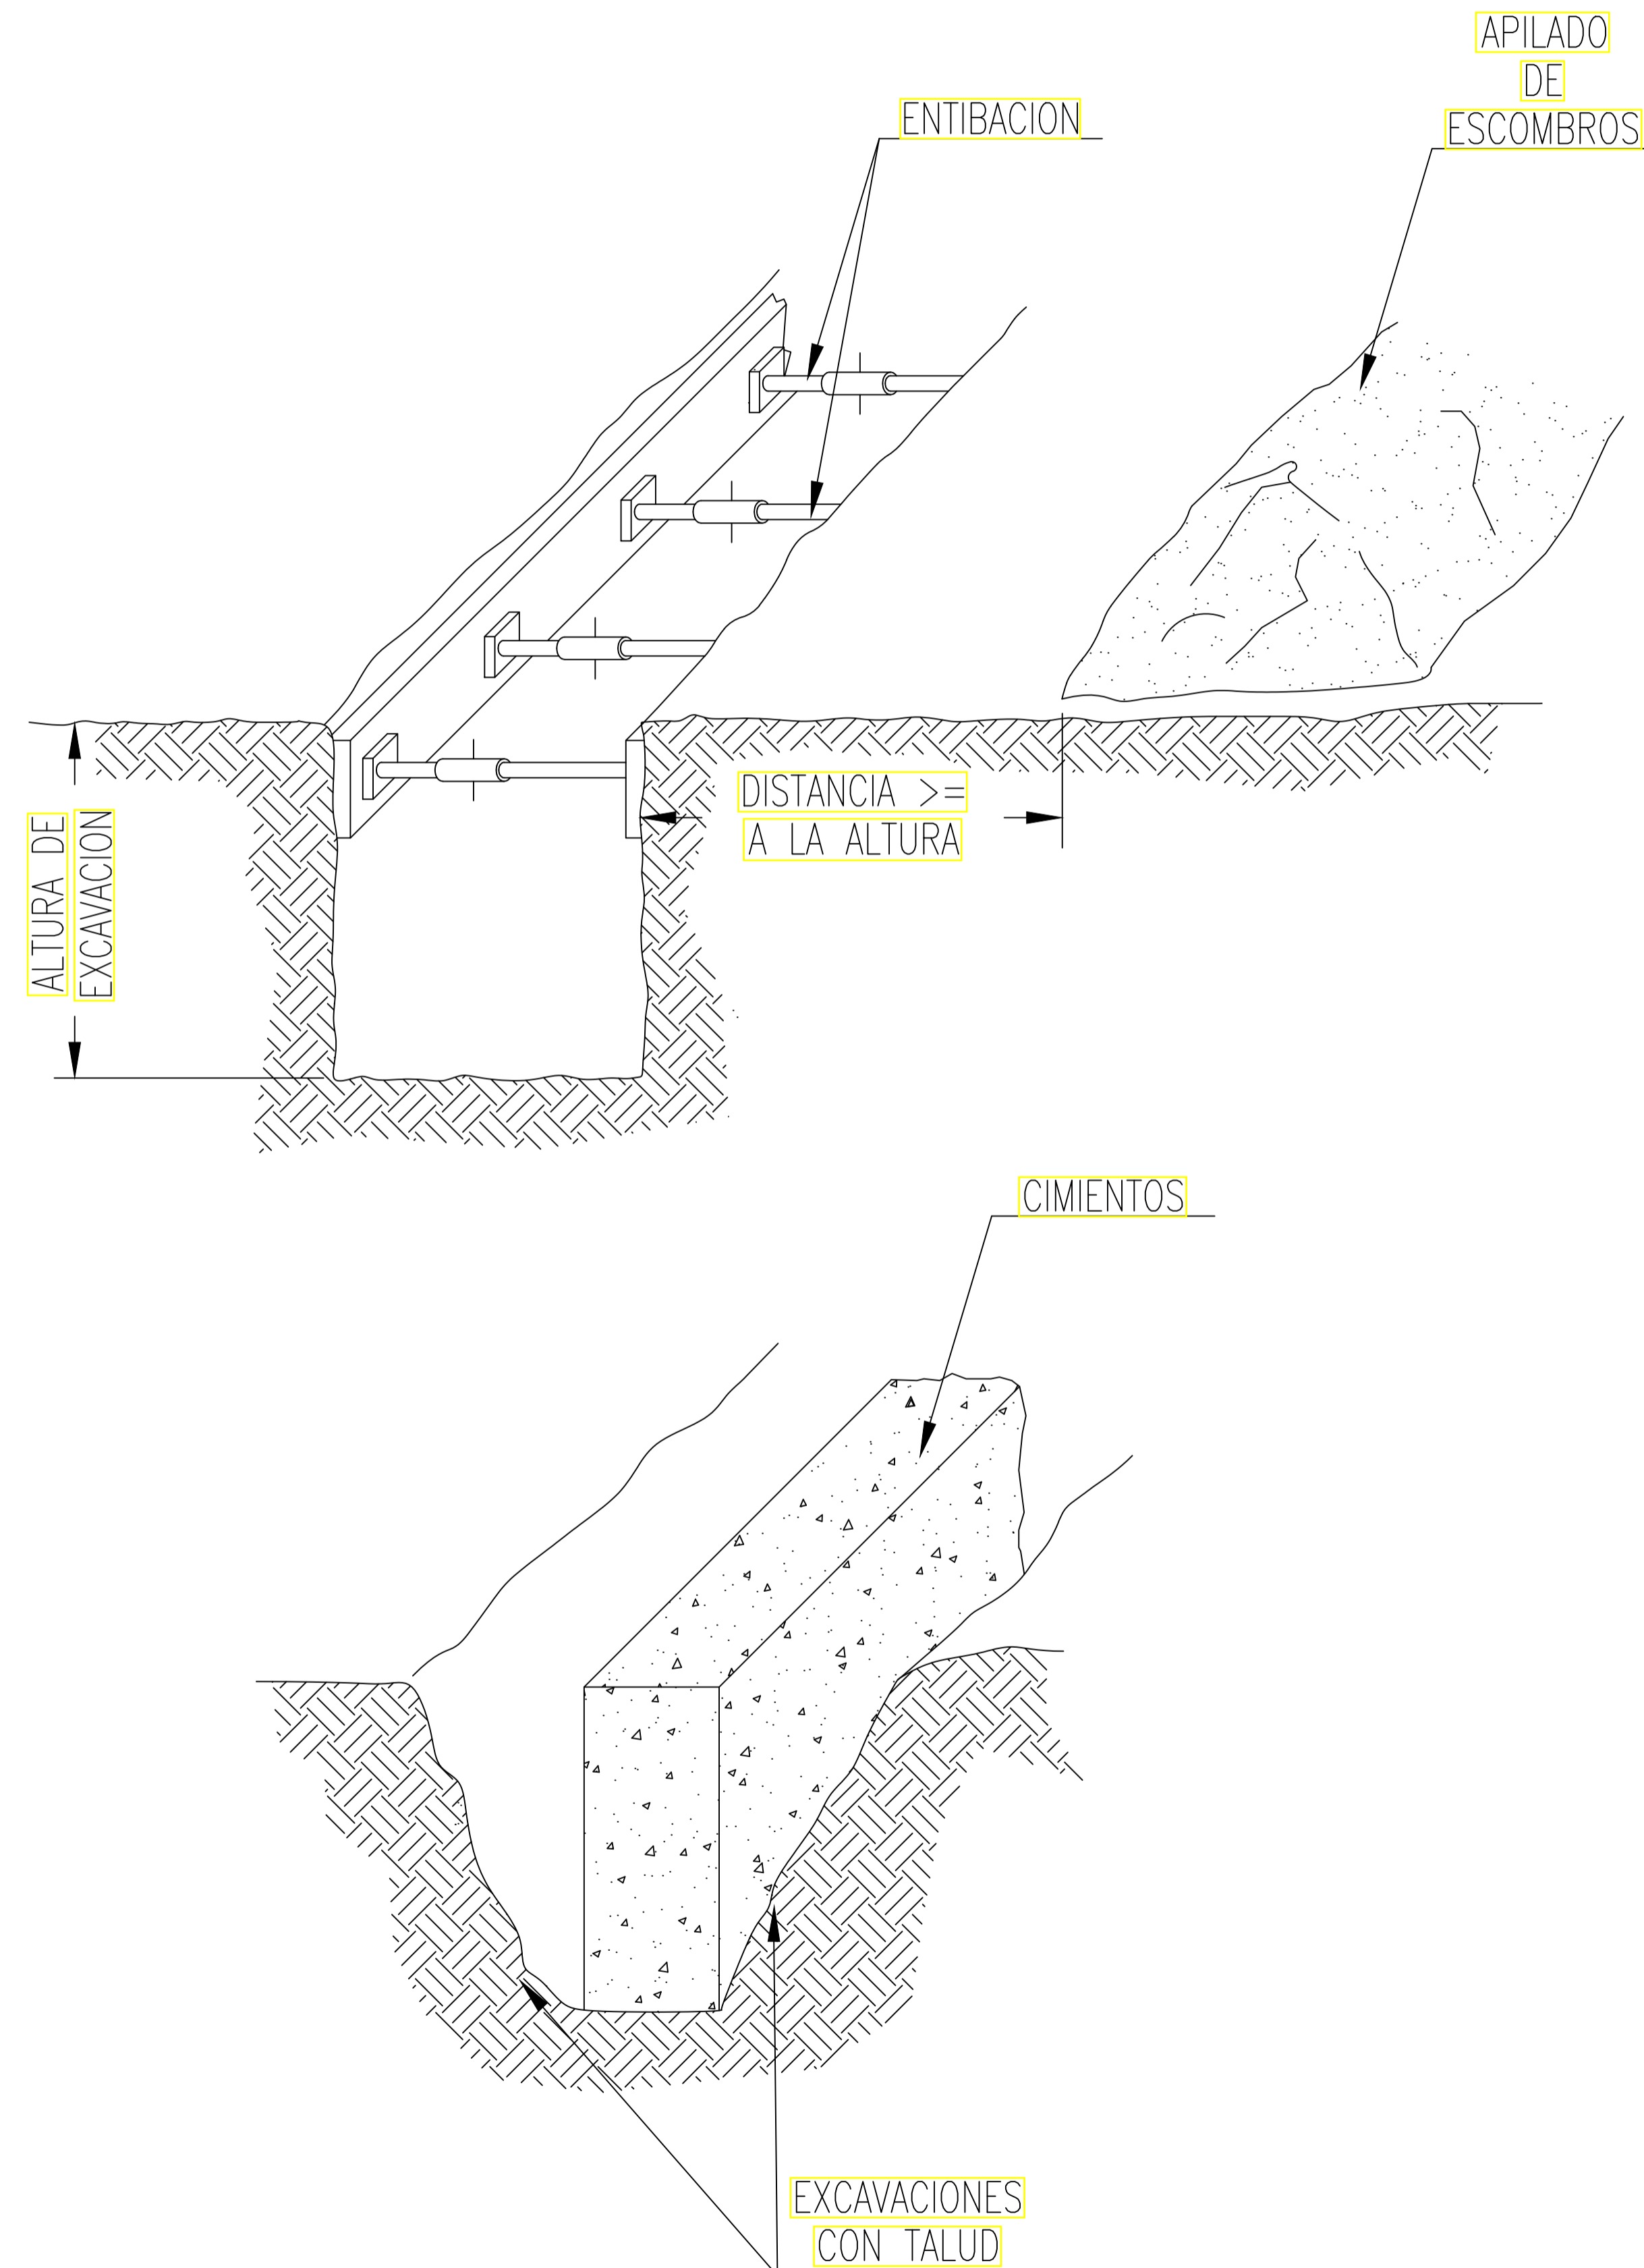 APILADO
DE
ESCOMBROS
ENTIBACION
DISTANCIA >=
A LA ALTURA
ALTURA DE
EXCAVACION
CIMIENTOS
EXCAVACIONES
CON TALUD